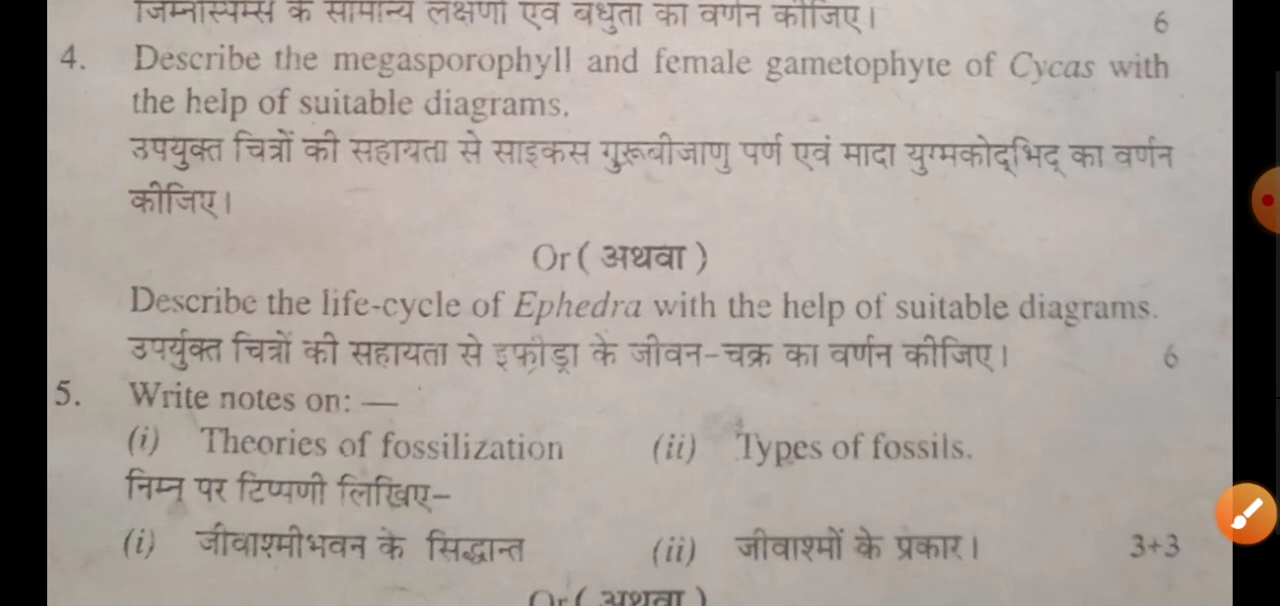 जिम्नोस्पर्म्स के सामान्य लक्षणों एवं बंधुता का वर्णन कीजिए। 6
4. Describe the megasporophyll and female gametophyte of Cycas with
the help of suitable diagrams.
उपयुक्त चित्रों की सहायता से साइकस गुरूबीजाणु पर्ण एवं मादा युग्मकोद्भिद् का वर्णन
कीजिए।
Or ( अथवा )
Describe the life-cycle of Ephedra with the help of suitable diagrams.
उपर्युक्त चित्रों की सहायता से इफीड्रा के जीवन-चक्र का वर्णन कीजिए। 6
5. Write notes on: —
(i) Theories of fossilization (ii) Types of fossils.
निम्न पर टिप्पणी लिखिए-
(i) जीवाश्मीभवन के सिद्धान्त (ii) जीवाश्मों के प्रकार। 3+3
Or ( अथवा )